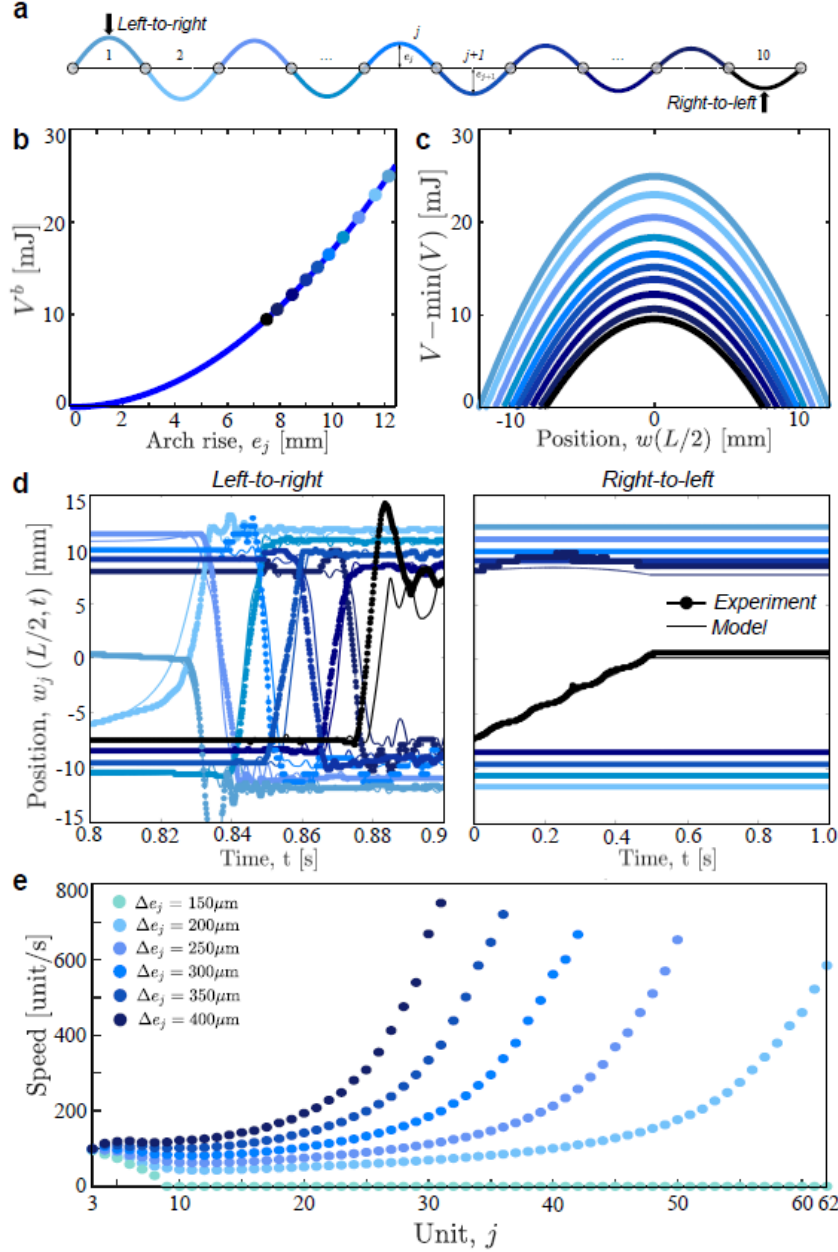 a
Left-to-right
1
2
...
j
e_j
j+1
e_{j+1}
...
10
Right-to-left
b
30
20
10
0
V^b [mJ]
0 2 4 6 8 10 12
Arch rise, e_j [mm]
c
30
20
10
0
V −min(V) [mJ]
-10 0 10
Position, w(L/2) [mm]
d
Left-to-right
15
10
5
0
-5
-10
-15
Position, w_j (L/2, t) [mm]
0.8 0.82 0.84 0.86 0.88 0.9
Time, t [s]
Right-to-left
Experiment
Model
0 0.2 0.4 0.6 0.8 1.0
Time, t [s]
e
800
600
400
200
0
Speed [unit/s]
Δe_j = 150μm
Δe_j = 200μm
Δe_j = 250μm
Δe_j = 300μm
Δe_j = 350μm
Δe_j = 400μm
3 10 20 30 40 50 60 62
Unit, j